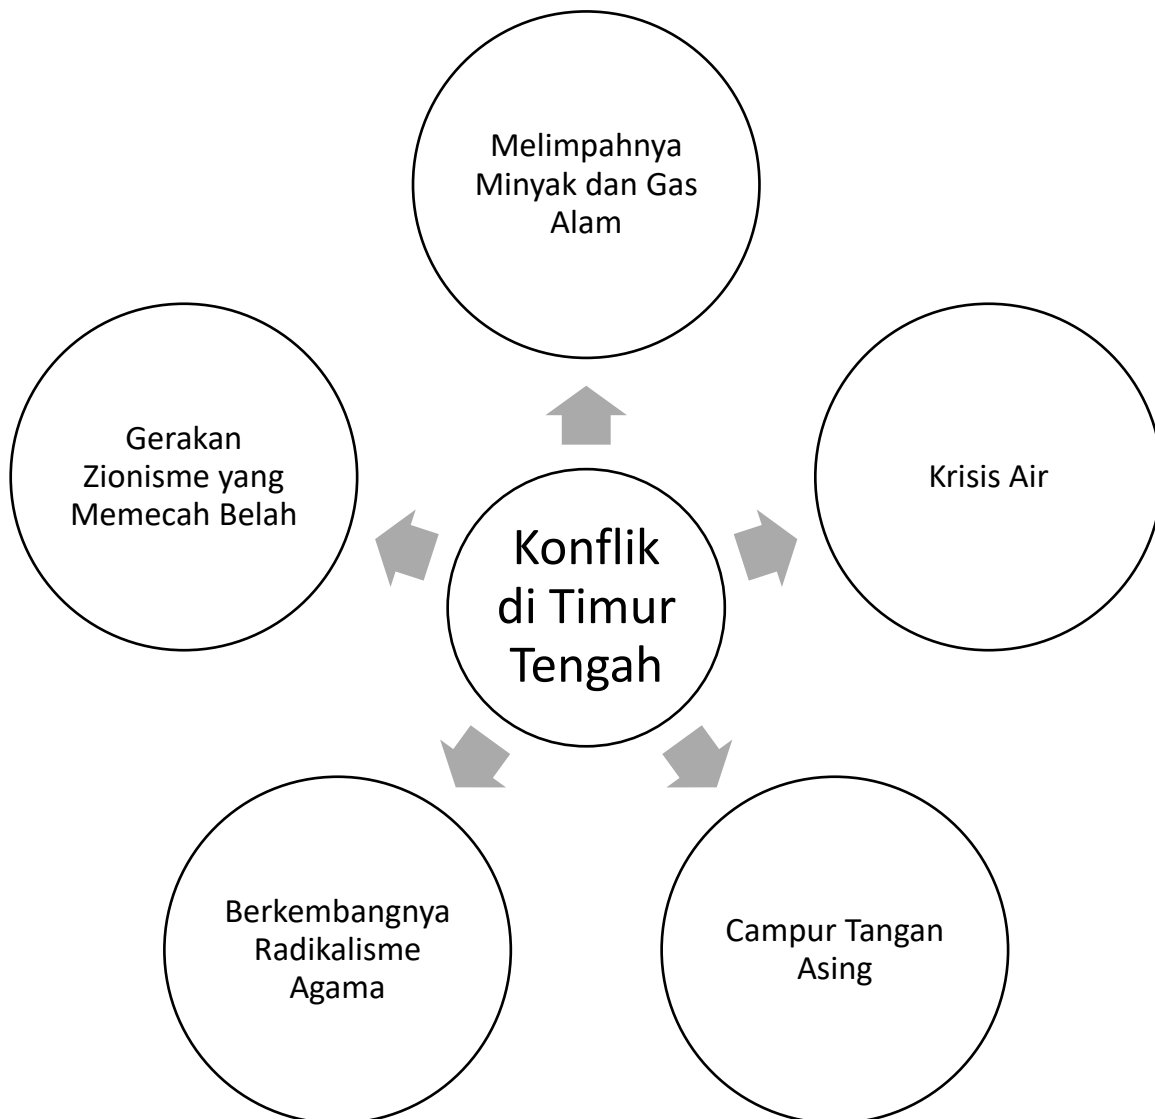 Melimpahnya
Minyak dan Gas
Alam
Gerakan
Zionisme yang
Memecah Belah
Krisis Air
Konflik
di Timur
Tengah
Berkembangnya
Radikalisme
Agama
Campur Tangan
Asing